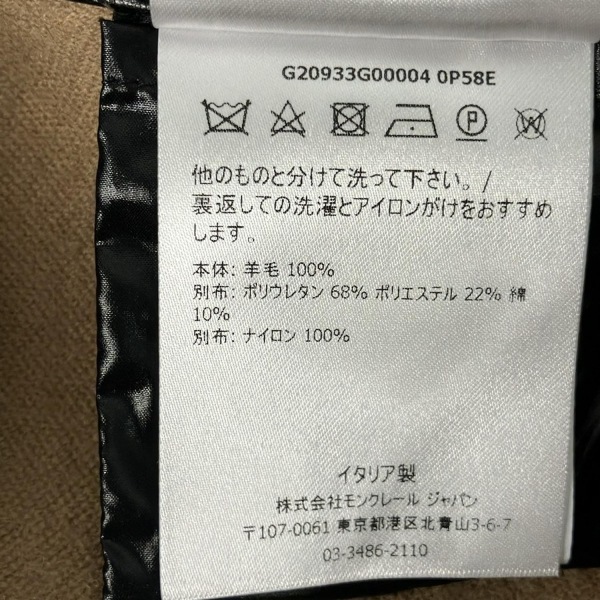 G20933G00004 0P58E
P
W
他のものと分けて洗って下さい。/
裏返しての洗濯とアイロンがけをおすすめ
します。
本体: 羊毛 100%
別布: ポリウレタン 68% ポリエステル 22% 綿
10%
別布: ナイロン 100%
イタリア製
株式会社モンクレール ジャパン
〒107-0061 東京都港区北青山3-6-7
03-3486-2110